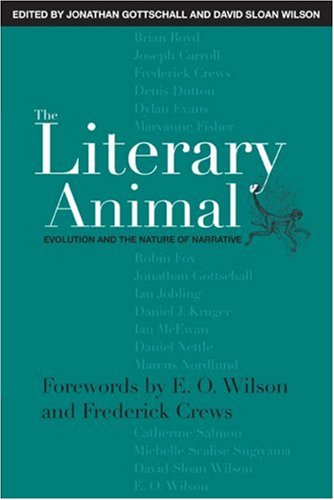 EDITED BY JONATHAN GOTTSCHALL AND DAVID SLOAN WILSON
Brian Boyd
Joseph Carroll
Frederick Crews
Denis Dutton
Dylan Evans
Maryanne Fisher
The
Literary
Animal
EVOLUTION AND THE NATURE OF NARRATIVE
Robin Fox
Jonathan Gottschall
Ian Jobling
Daniel J. Kruger
Ian McEwan
Daniel Nettle
Marcus Nordlund
Forewords by E. O. Wilson
and Frederick Crews
Catherine Salmon
Michelle Scalise Sugiyama
David Sloan Wilson
E. O. Wilson